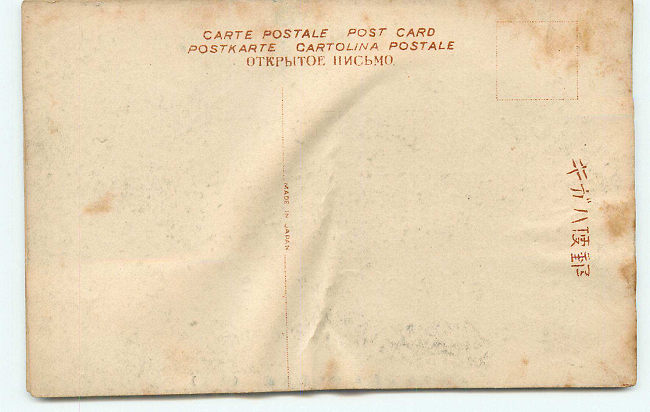 CARTE POSTALE POST CARD
POSTKARTE CARTOLINA POSTALE
ОТКРЫТОЕ ПИСЬМО.
MADE IN JAPAN
郵便ハガキ